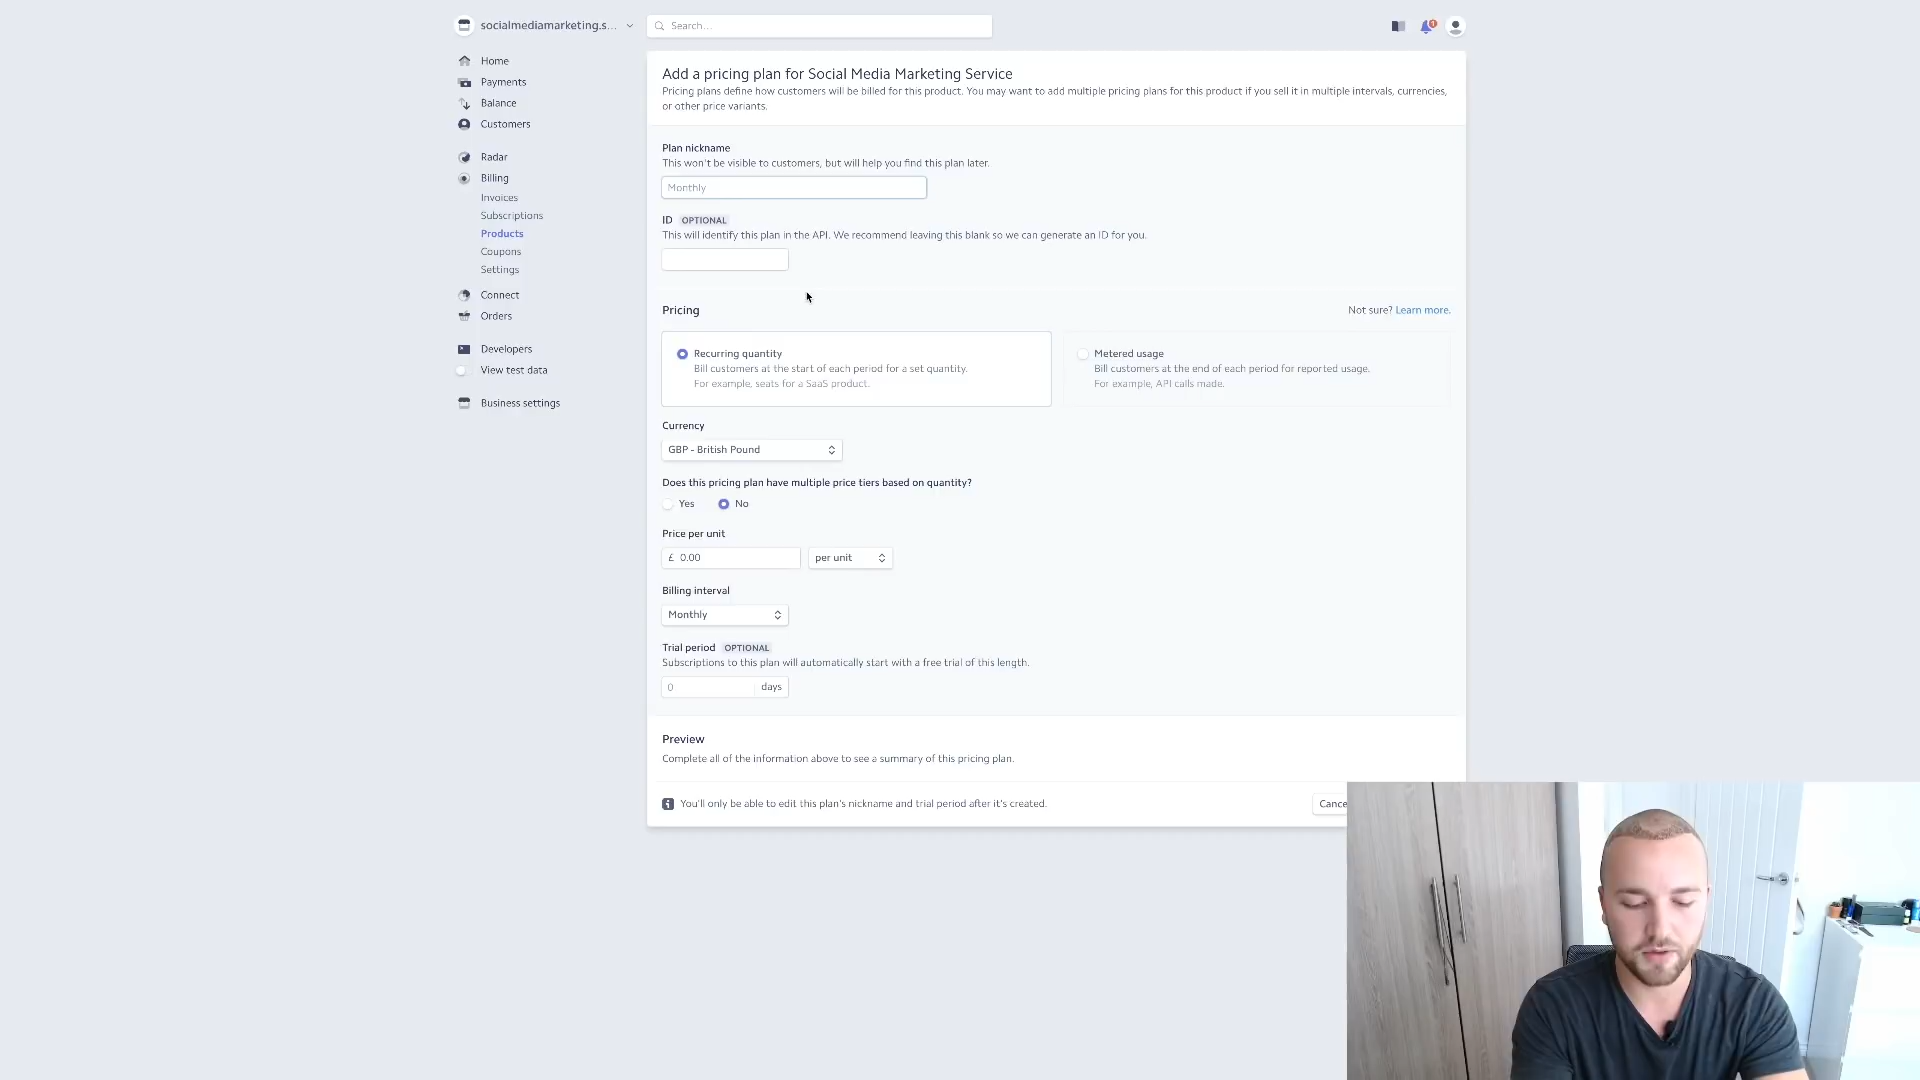 socialmediamarketing.s...
Search...
1
Home
Payments
Balance
Customers
Radar
Billing
Invoices
Subscriptions
Products
Coupons
Settings
Connect
Orders
Developers
View test data
Business settings
Add a pricing plan for Social Media Marketing Service
Pricing plans define how customers will be billed for this product. You may want to add multiple pricing plans for this product if you sell it in multiple intervals, currencies,
or other price variants.
Plan nickname
This won't be visible to customers, but will help you find this plan later.
Monthly
ID OPTIONAL
This will identify this plan in the API. We recommend leaving this blank so we can generate an ID for you.
Pricing
Not sure? Learn more.
Recurring quantity
Bill customers at the start of each period for a set quantity.
For example, seats for a SaaS product.
Metered usage
Bill customers at the end of each period for reported usage.
For example, API calls made.
Currency
GBP - British Pound
Does this pricing plan have multiple price tiers based on quantity?
Yes No
Price per unit
£ 0.00 per unit
Billing interval
Monthly
Trial period OPTIONAL
Subscriptions to this plan will automatically start with a free trial of this length.
0 days
Preview
Complete all of the information above to see a summary of this pricing plan.
You'll only be able to edit this plan's nickname and trial period after it's created.
Cance